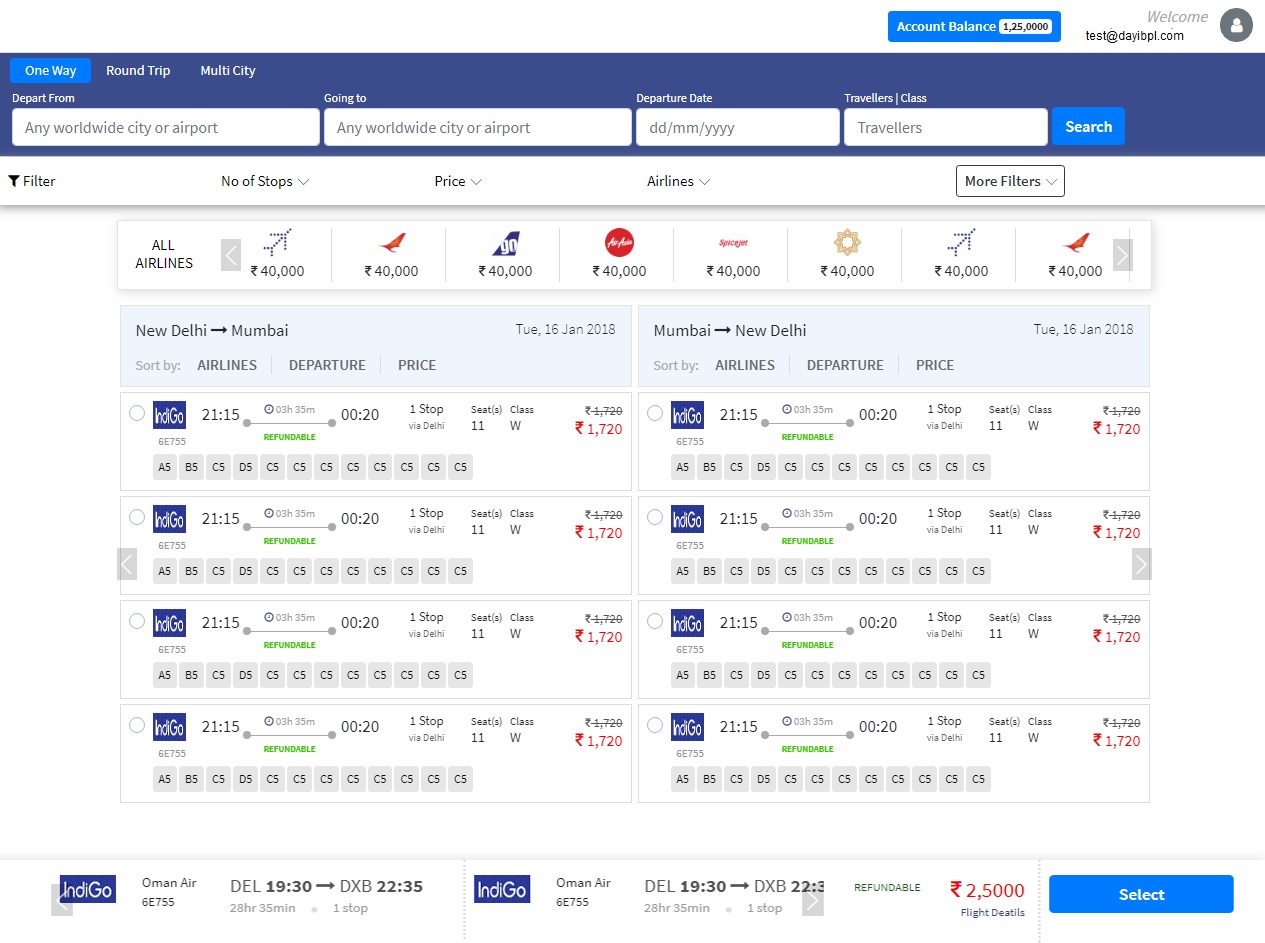 Account Balance 1,25,0000
Welcome
test@dayibpl.com
One Way Round Trip Multi City
Depart From Going to Departure Date Travellers | Class
Any worldwide city or airport Any worldwide city or airport dd/mm/yyyy Travellers Search
Filter No of Stops Price Airlines More Filters
ALL AIRLINES
Air Asia Spicejet
₹ 40,000 ₹ 40,000 ₹ 40,000 ₹ 40,000 ₹ 40,000 ₹ 40,000 ₹ 40,000 ₹ 40,000
New Delhi → Mumbai Tue, 16 Jan 2018
Sort by: AIRLINES DEPARTURE PRICE
IndiGo 21:15 03h 35m 00:20 1 Stop Seat(s) Class ₹ 1,720
REFUNDABLE via Delhi 11 W ₹ 1,720
6E755
A5 B5 C5 D5 C5 C5 C5 C5 C5 C5 C5 C5
IndiGo 21:15 03h 35m 00:20 1 Stop Seat(s) Class ₹ 1,720
REFUNDABLE via Delhi 11 W ₹ 1,720
6E755
A5 B5 C5 D5 C5 C5 C5 C5 C5 C5 C5 C5
IndiGo 21:15 03h 35m 00:20 1 Stop Seat(s) Class ₹ 1,720
REFUNDABLE via Delhi 11 W ₹ 1,720
6E755
A5 B5 C5 D5 C5 C5 C5 C5 C5 C5 C5 C5
IndiGo 21:15 03h 35m 00:20 1 Stop Seat(s) Class ₹ 1,720
REFUNDABLE via Delhi 11 W ₹ 1,720
6E755
A5 B5 C5 D5 C5 C5 C5 C5 C5 C5 C5 C5
Mumbai → New Delhi Tue, 16 Jan 2018
Sort by: AIRLINES DEPARTURE PRICE
IndiGo 21:15 03h 35m 00:20 1 Stop Seat(s) Class ₹ 1,720
REFUNDABLE via Delhi 11 W ₹ 1,720
6E755
A5 B5 C5 D5 C5 C5 C5 C5 C5 C5 C5 C5
IndiGo 21:15 03h 35m 00:20 1 Stop Seat(s) Class ₹ 1,720
REFUNDABLE via Delhi 11 W ₹ 1,720
6E755
A5 B5 C5 D5 C5 C5 C5 C5 C5 C5 C5 C5
IndiGo 21:15 03h 35m 00:20 1 Stop Seat(s) Class ₹ 1,720
REFUNDABLE via Delhi 11 W ₹ 1,720
6E755
A5 B5 C5 D5 C5 C5 C5 C5 C5 C5 C5 C5
IndiGo 21:15 03h 35m 00:20 1 Stop Seat(s) Class ₹ 1,720
REFUNDABLE via Delhi 11 W ₹ 1,720
6E755
A5 B5 C5 D5 C5 C5 C5 C5 C5 C5 C5 C5
IndiGo Oman Air DEL 19:30 → DXB 22:35
6E755 28hr 35min 1 stop
IndiGo Oman Air DEL 19:30 → DXB 22:3
6E755 28hr 35min 1 stop
REFUNDABLE ₹ 2,5000
Flight Deatils
Select